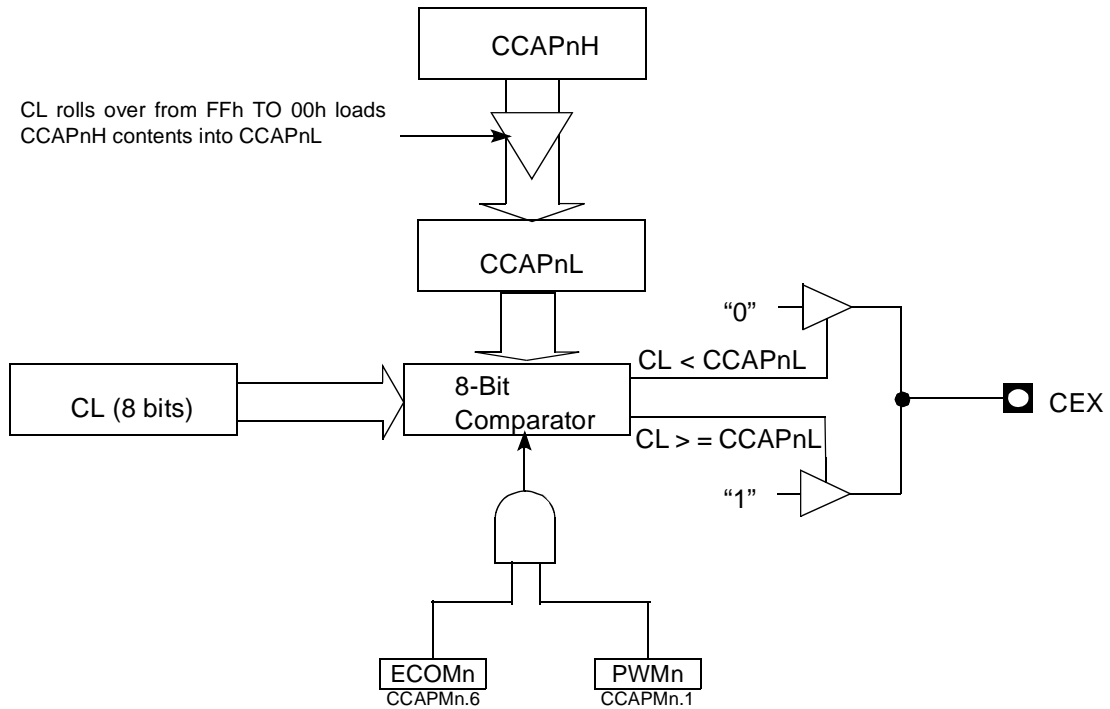 CCAPnH
CL rolls over from FFh TO 00h loads
CCAPnH contents into CCAPnL
CCAPnL
“0”
CL < CCAPnL
CL (8 bits)
8-Bit
Comparator
CEX
CL > = CCAPnL
“1”
ECOMn
CCAPMn.6
PWMn
CCAPMn.1